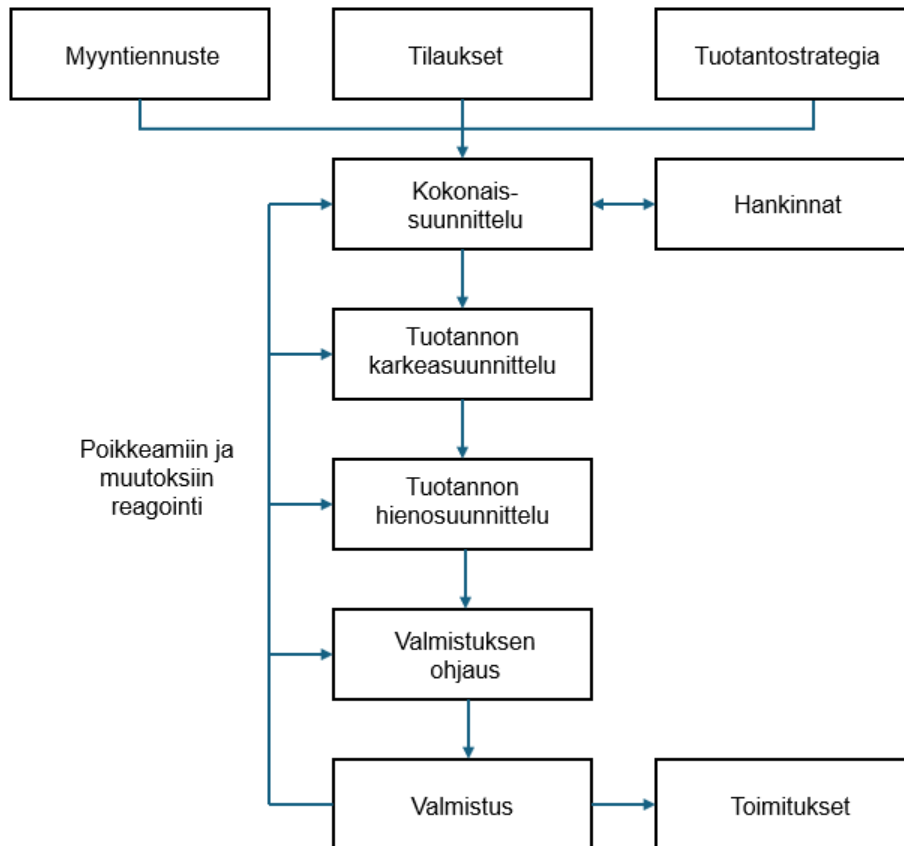 Myyntiennuste
Tilaukset
Tuotantostrategia
Kokonais-
suunnittelu
Hankinnat
Tuotannon
karkeasuunnittelu
Poikkeamiin ja
muutoksiin
reagointi
Tuotannon
hienosuunnittelu
Valmistuksen
ohjaus
Valmistus
Toimitukset